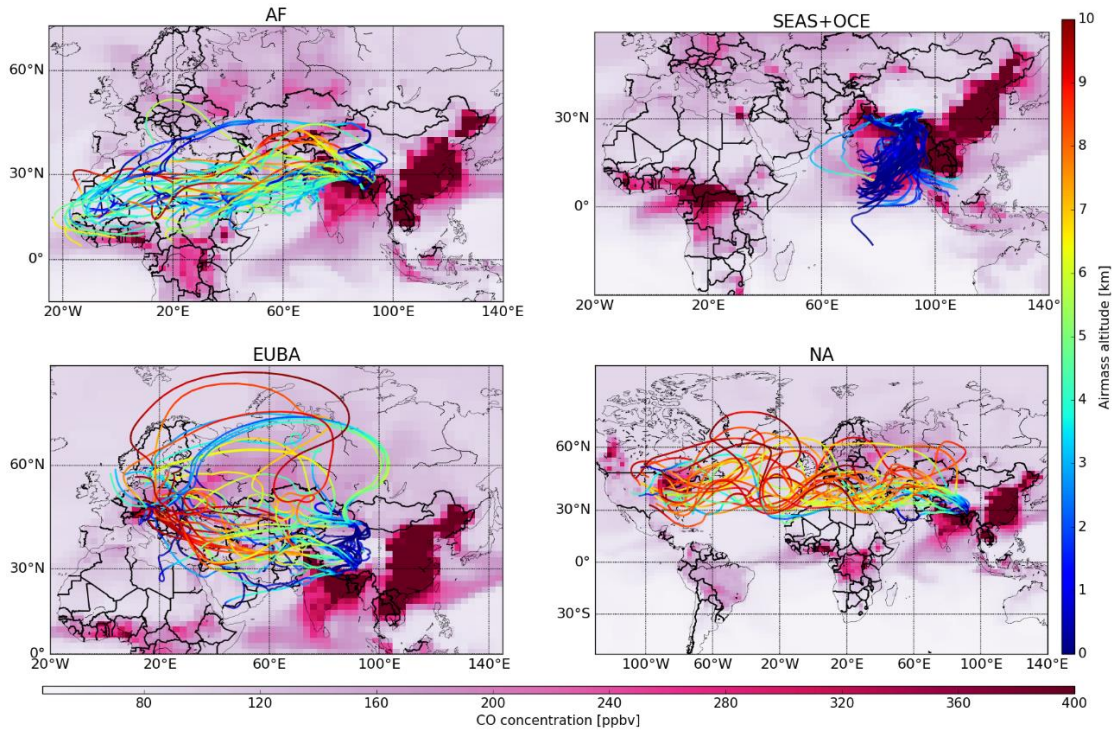 AF
60°N
30°N
0°
20°W 20°E 60°E 100°E 140°E
SEAS+OCE
30°N
0°
20°W 20°E 60°E 100°E 140°E
EUBA
60°N
30°N
0°
20°W 20°E 60°E 100°E 140°E
NA
60°N
30°N
0°
30°S
100°W 60°W 20°W 20°E 60°E 100°E 140°E
10
9
8
7
6
5
4
3
2
1
0
Airmass altitude [km]
80 120 160 200 240 280 320 360 400
CO concentration [ppbv]